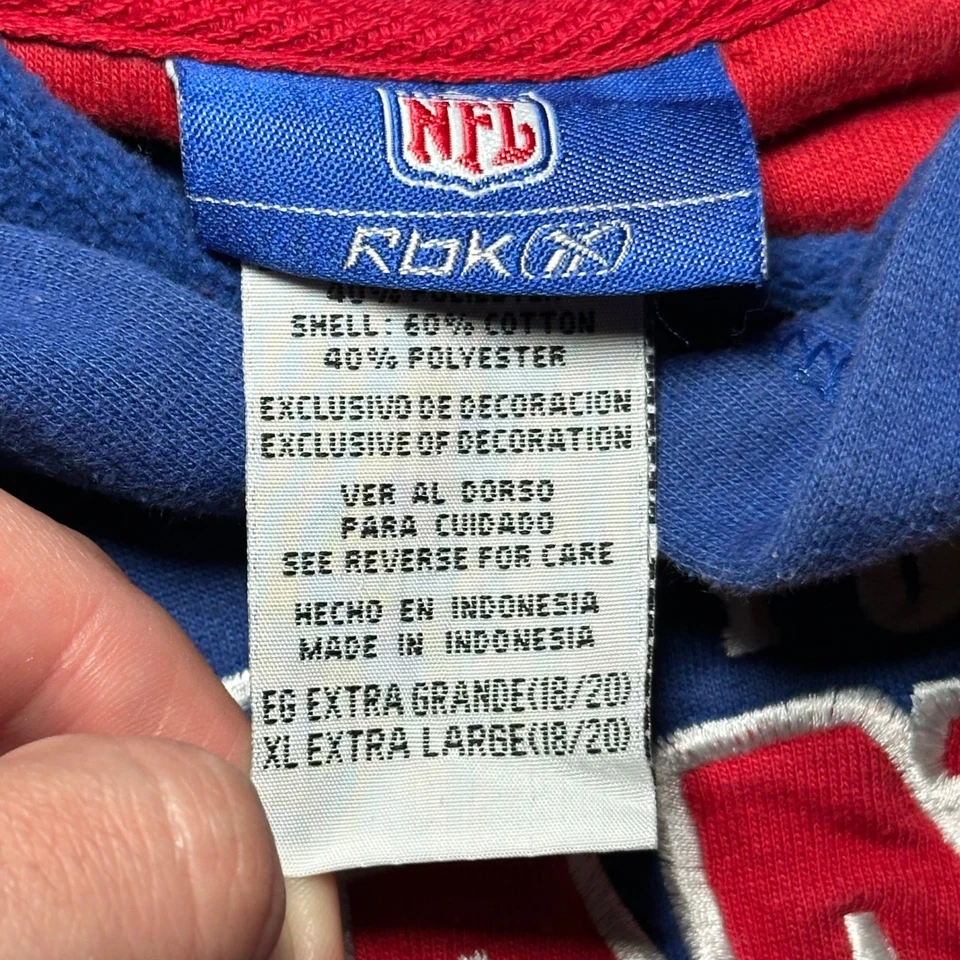 NFL
RBK
40% POLYESTER
SHELL: 60% COTTON
40% POLYESTER
EXCLUSIVO DE DECORACION
EXCLUSIVE OF DECORATION
VER AL DORSO
PARA CUIDADO
SEE REVERSE FOR CARE
HECHO EN INDONESIA
MADE IN INDONESIA
EG EXTRA GRANDE(18/20)
XL EXTRA LARGE(18/20)